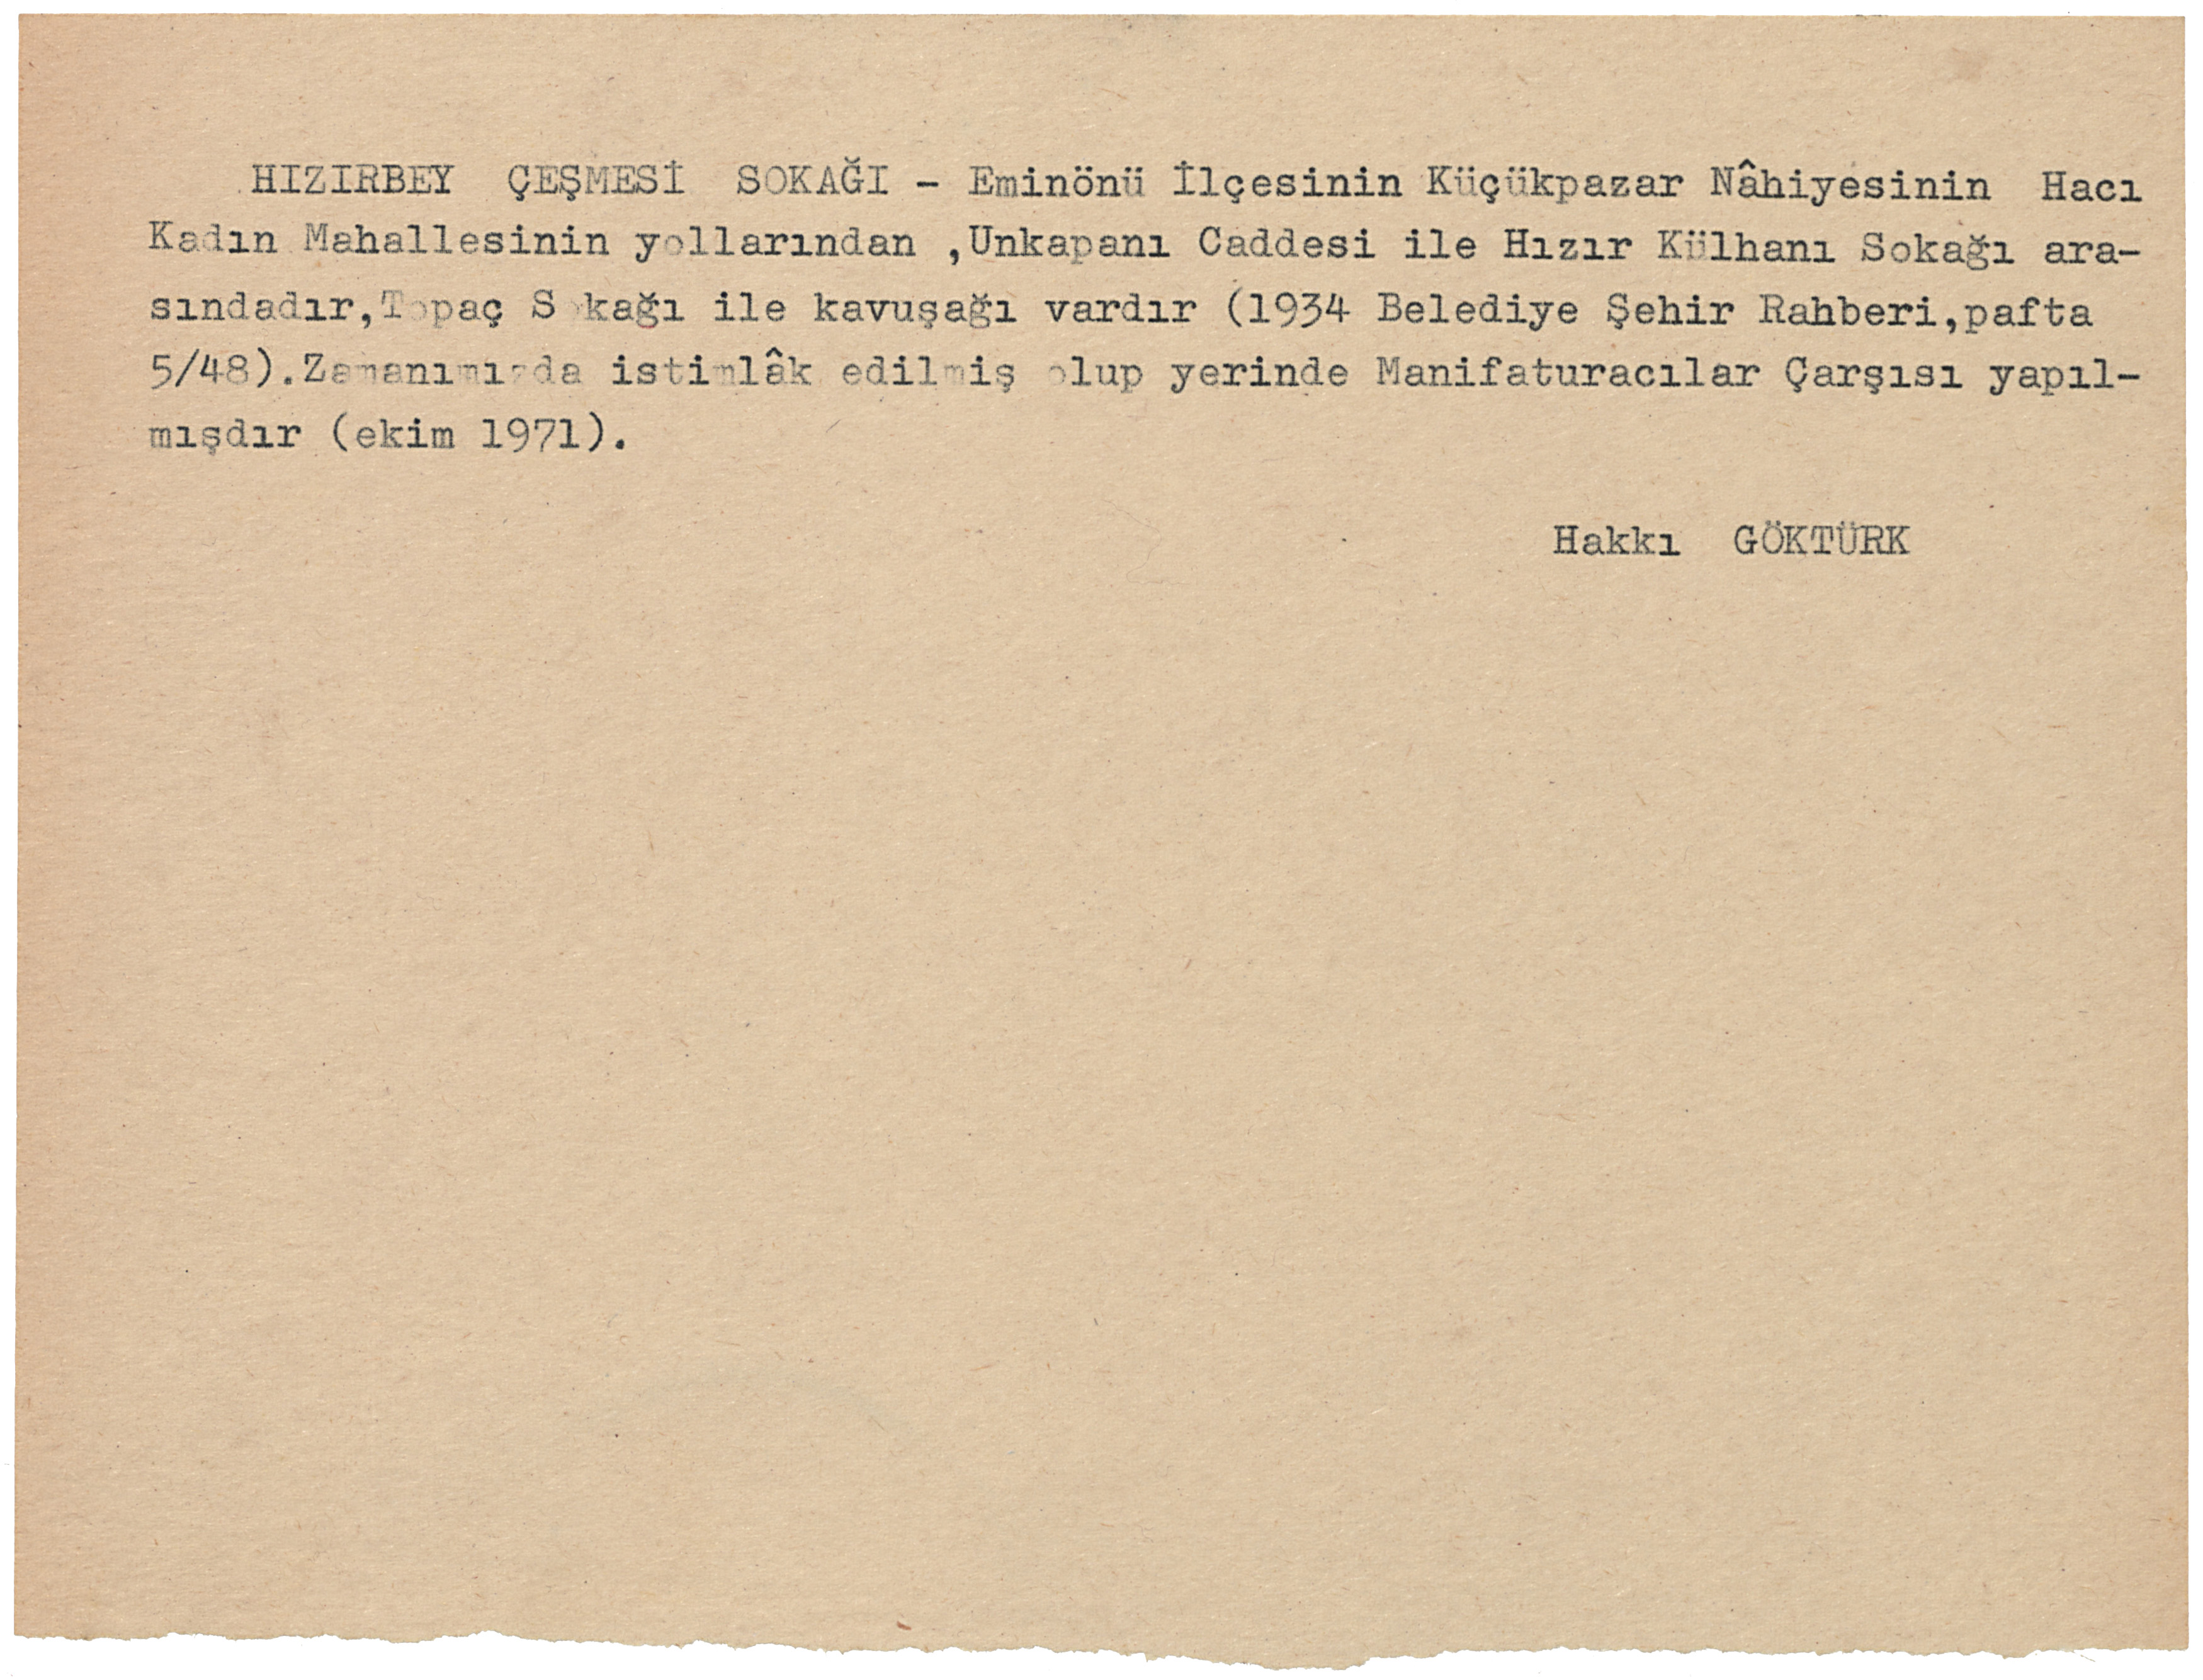 HIZIRBEY ÇEŞMESİ SOKAĞI - Eminönü İlçesinin Küçükpazar Nâhiyesinin Hacı
Kadın Mahallesinin yollarından ,Unkapanı Caddesi ile Hızır Külhanı Sokağı ara-
sındadır,Topaç Sokağı ile kavuşağı vardır (1934 Belediye Şehir Rahberi,pafta
5/48).Zamanımızda istimlâk edilmiş olup yerinde Manifaturacılar Çarşısı yapıl-
mışdır (ekim 1971).
Hakkı GÖKTÜRK